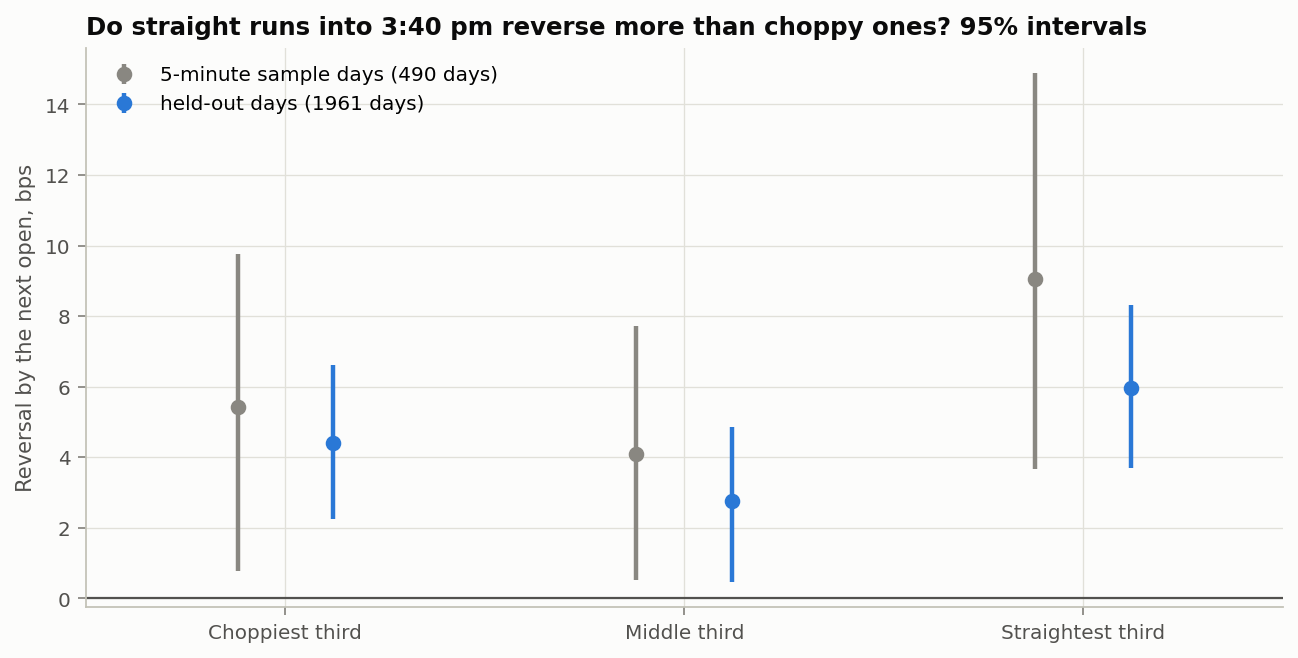 Do straight runs into 3:40 pm reverse more than choppy ones? 95% intervals
5-minute sample days (490 days)
held-out days (1961 days)
Reversal by the next open, bps
14
12
10
8
6
4
2
0
Choppiest third
Middle third
Straightest third